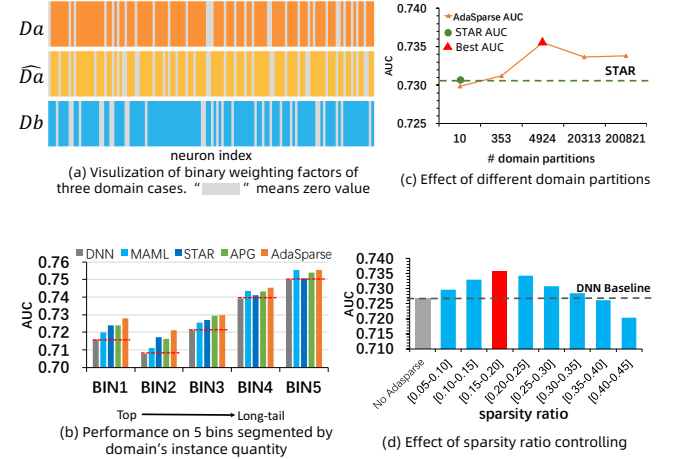 Da
neuron index
(a) Visulization of binary weighting factors of
three domain cases. “ ” means zero value
D̂a
Db
0.740
0.735
0.730
0.725
AUC
AdaSparse AUC
STAR AUC
Best AUC
STAR
10 353 4924 20313 200821
# domain partitions
(c) Effect of different domain partitions
DNN MAML STAR APG AdaSparse
0.76
0.75
0.74
0.73
0.72
0.71
0.70
AUC
BIN1 BIN2 BIN3 BIN4 BIN5
Top Long-tail
(b) Performance on 5 bins segmented by
domain's instance quantity
0.740
0.735
0.730
0.725
0.720
0.715
0.710
AUC
DNN Baseline
No Adasparse
[0.05-0.10]
[0.10-0.15]
[0.15-0.20]
[0.20-0.25]
[0.25-0.30]
[0.30-0.35]
[0.35-0.40]
[0.40-0.45]
sparsity ratio
(d) Effect of sparsity ratio controlling